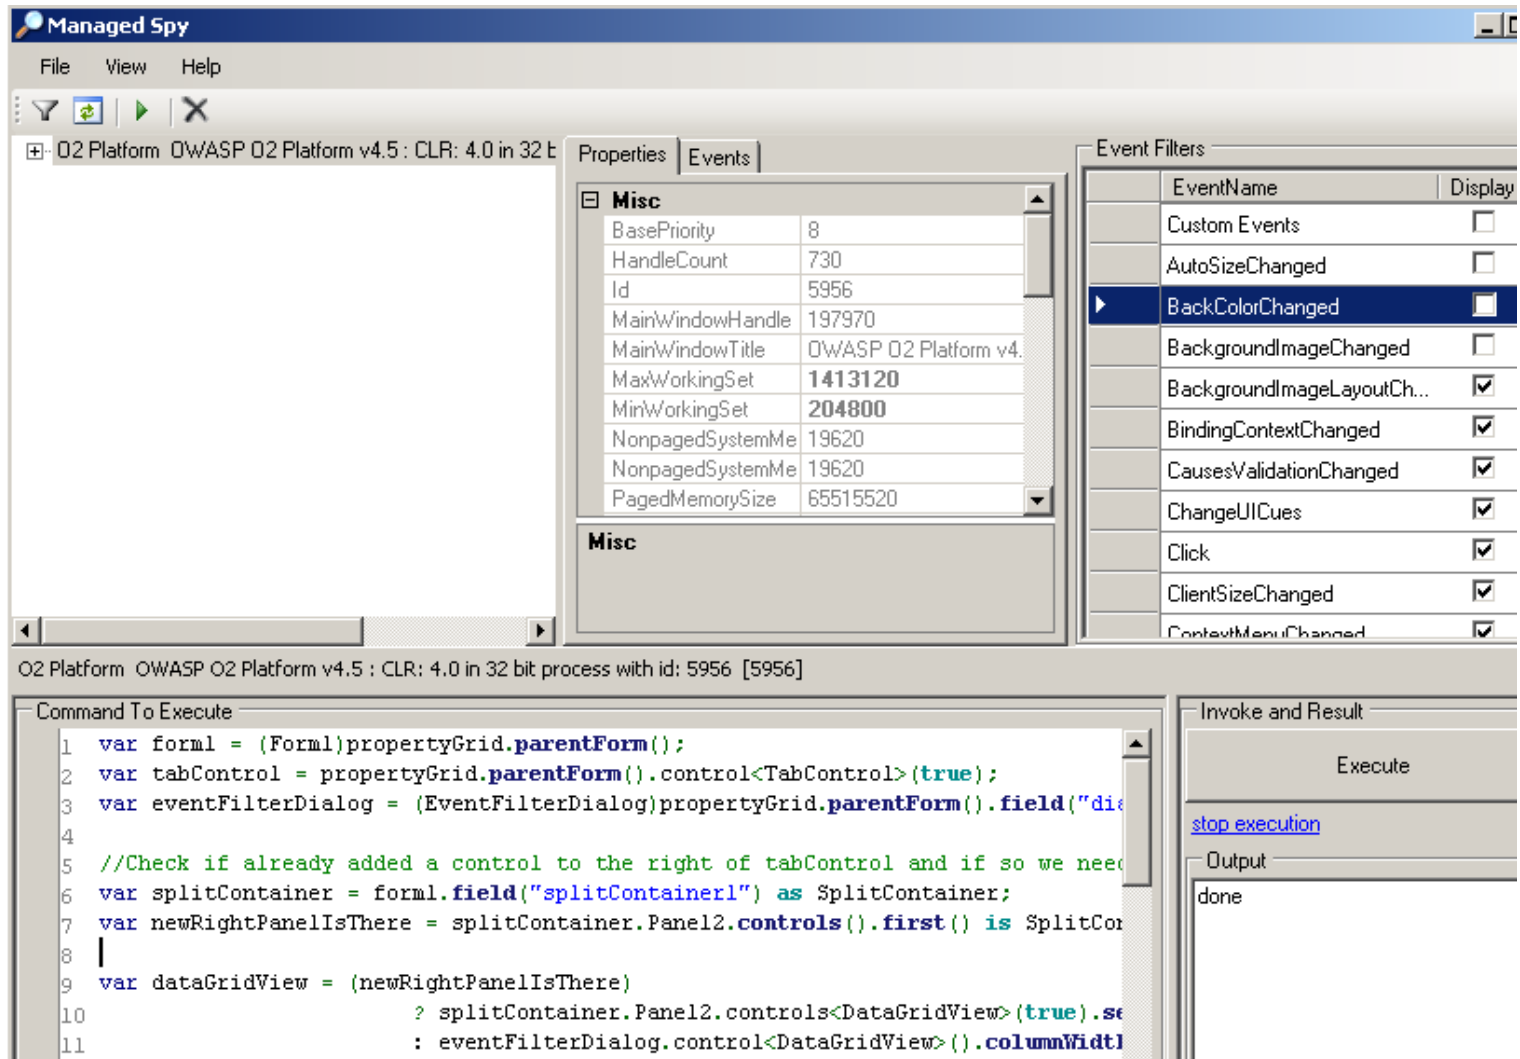 Managed Spy
File View Help
O2 Platform OWASP O2 Platform v4.5 : CLR: 4.0 in 32 b
Properties Events
Misc
BasePriority 8
HandleCount 730
Id 5956
MainWindowHandle 197970
MainWindowTitle OWASP O2 Platform v4.
MaxWorkingSet 1413120
MinWorkingSet 204800
NonpagedSystemMe 19620
NonpagedSystemMe 19620
PagedMemorySize 65515520
Misc
Event Filters
EventName Display
Custom Events
AutoSizeChanged
BackColorChanged
BackgroundImageChanged
BackgroundImageLayoutCh...
BindingContextChanged
CausesValidationChanged
ChangeUICues
Click
ClientSizeChanged
ContextMenuChanged
O2 Platform OWASP O2 Platform v4.5 : CLR: 4.0 in 32 bit process with id: 5956 [5956]
Command To Execute
1 var form1 = (Form1)propertyGrid.parentForm();
2 var tabControl = propertyGrid.parentForm().control<TabControl>(true);
3 var eventFilterDialog = (EventFilterDialog)propertyGrid.parentForm().field("dia
4
5 //Check if already added a control to the right of tabControl and if so we need
6 var splitContainer = form1.field("splitContainer1") as SplitContainer;
7 var newRightPanelIsThere = splitContainer.Panel2.controls().first() is SplitCon
8
9 var dataGridView = (newRightPanelIsThere)
10 ? splitContainer.Panel2.controls<DataGridView>(true).se
11 : eventFilterDialog.control<DataGridView>().columnWidth
Invoke and Result
Execute
stop execution
Output
done